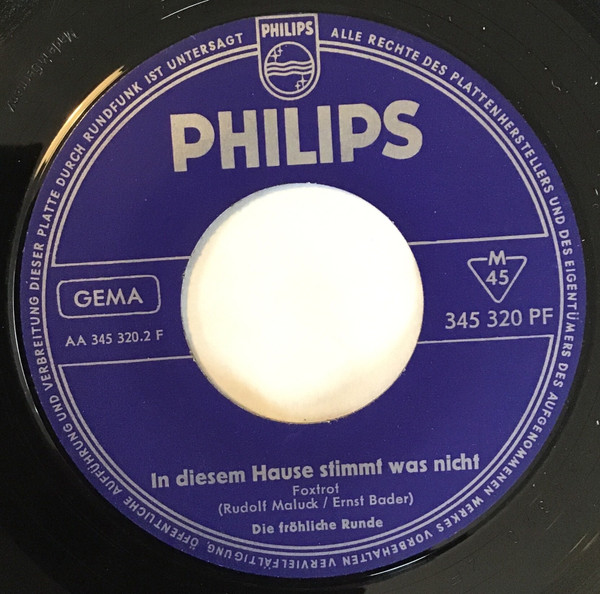 ALLE RECHTE DES PLATTENHERSTELLERS UND DES EIGENTÜMERS DES AUFGENOMMENEN WERKES VORBEHALTEN VERVIELFÄLTIGUNG, ÖFFENTLICHE AUFFÜHRUNG UND VERBREITUNG DIESER PLATTE DURCH RUNDFUNK IST UNTERSAGT
PHILIPS
PHILIPS
GEMA
AA 345 320.2 F
M
45
345 320 PF
In diesem Hause stimmt was nicht
Foxtrot
(Rudolf Maluck / Ernst Bader)
Die fröhliche Runde